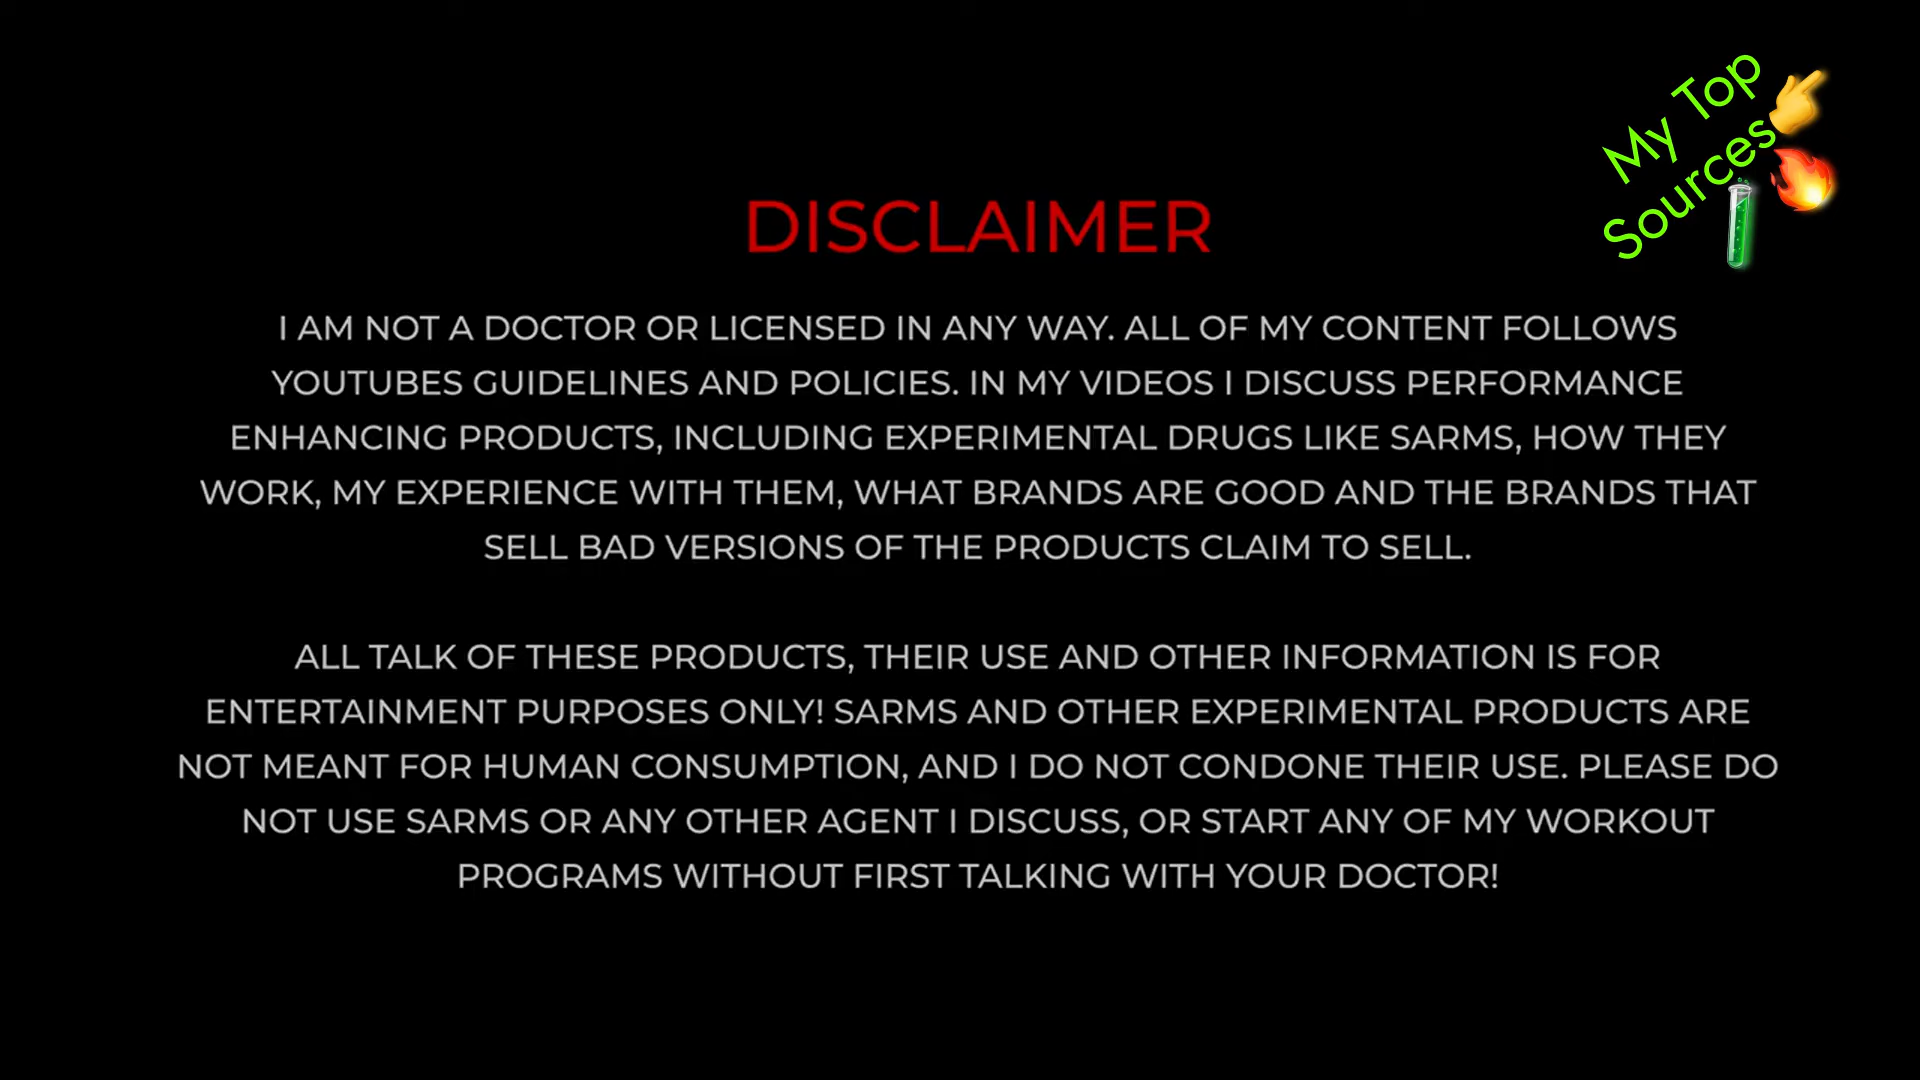 My Top
Sources
DISCLAIMER
I AM NOT A DOCTOR OR LICENSED IN ANY WAY. ALL OF MY CONTENT FOLLOWS
YOUTUBES GUIDELINES AND POLICIES. IN MY VIDEOS I DISCUSS PERFORMANCE
ENHANCING PRODUCTS, INCLUDING EXPERIMENTAL DRUGS LIKE SARMS, HOW THEY
WORK, MY EXPERIENCE WITH THEM, WHAT BRANDS ARE GOOD AND THE BRANDS THAT
SELL BAD VERSIONS OF THE PRODUCTS CLAIM TO SELL.
ALL TALK OF THESE PRODUCTS, THEIR USE AND OTHER INFORMATION IS FOR
ENTERTAINMENT PURPOSES ONLY! SARMS AND OTHER EXPERIMENTAL PRODUCTS ARE
NOT MEANT FOR HUMAN CONSUMPTION, AND I DO NOT CONDONE THEIR USE. PLEASE DO
NOT USE SARMS OR ANY OTHER AGENT I DISCUSS, OR START ANY OF MY WORKOUT
PROGRAMS WITHOUT FIRST TALKING WITH YOUR DOCTOR!